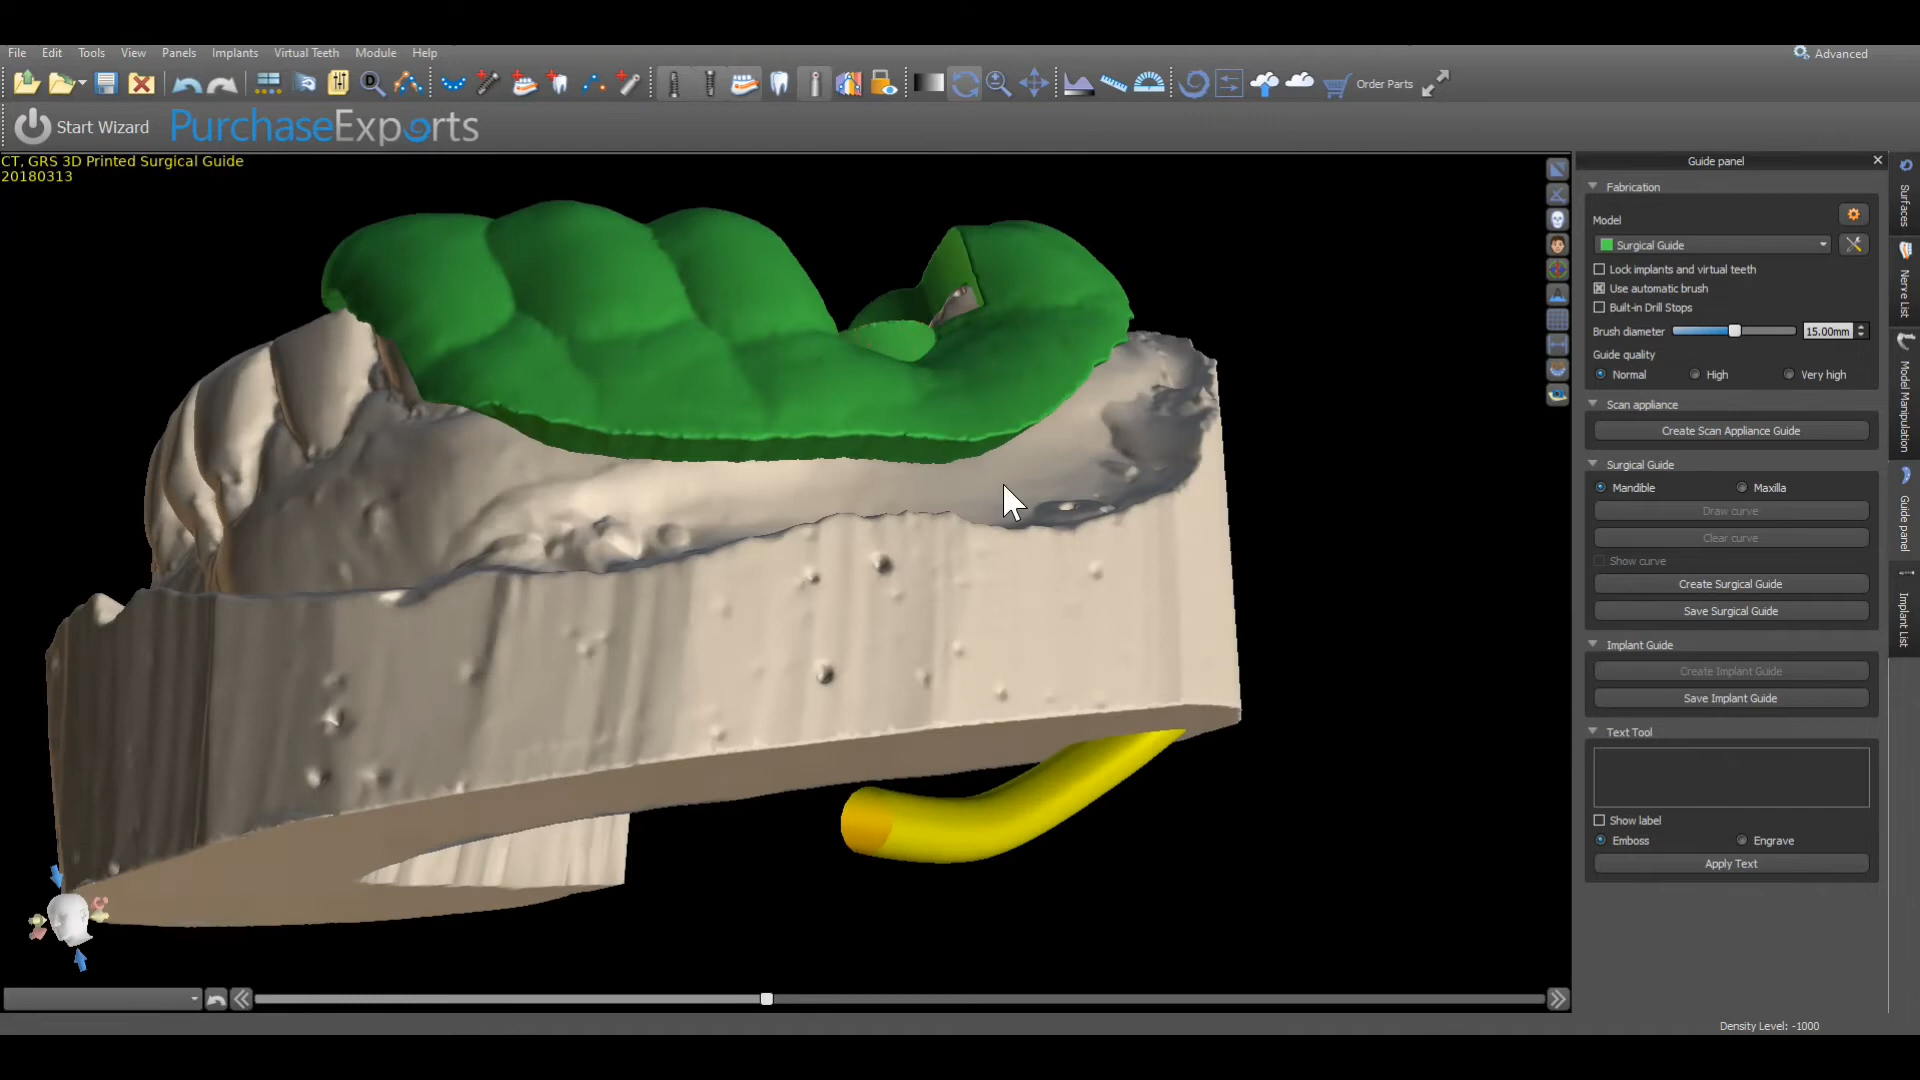 File Edit Tools View Panels Implants Virtual Teeth Module Help
Advanced
D
Order Parts
Start Wizard
PurchaseExports
CT, GRS 3D Printed Surgical Guide
20180313
Guide panel
Fabrication
Model
Surgical Guide
Lock implants and virtual teeth
Use automatic brush
Built-in Drill Stops
Brush diameter 15.00mm
Guide quality
Normal High Very high
Scan appliance
Create Scan Appliance Guide
Surgical Guide
Mandible Maxilla
Draw curve
Clear curve
Show curve
Create Surgical Guide
Save Surgical Guide
Implant Guide
Create Implant Guide
Save Implant Guide
Text Tool
Show label
Emboss Engrave
Apply Text
Surfaces
Nerve List
Model Manipulation
Guide panel
Implant List
Density Level: -1000